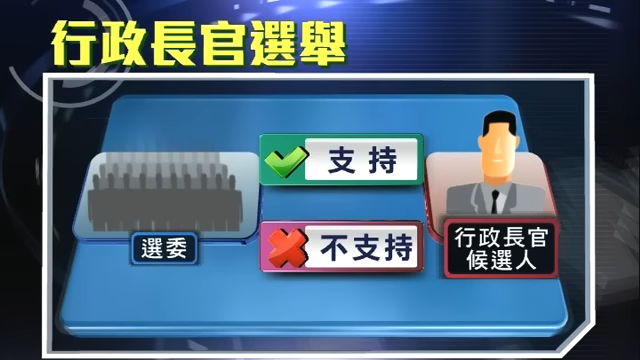 行政長官選舉
支持
選委
不支持
行政長官
候選人